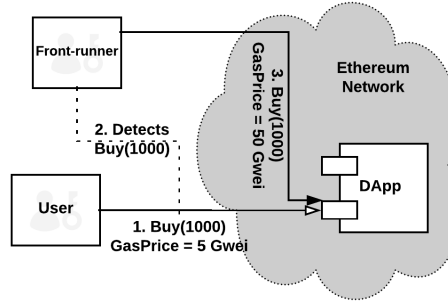 Front-runner
Ethereum
Network
3. Buy(1000)
GasPrice = 50 Gwei
2. Detects
Buy(1000)
DApp
User
1. Buy(1000)
GasPrice = 5 Gwei